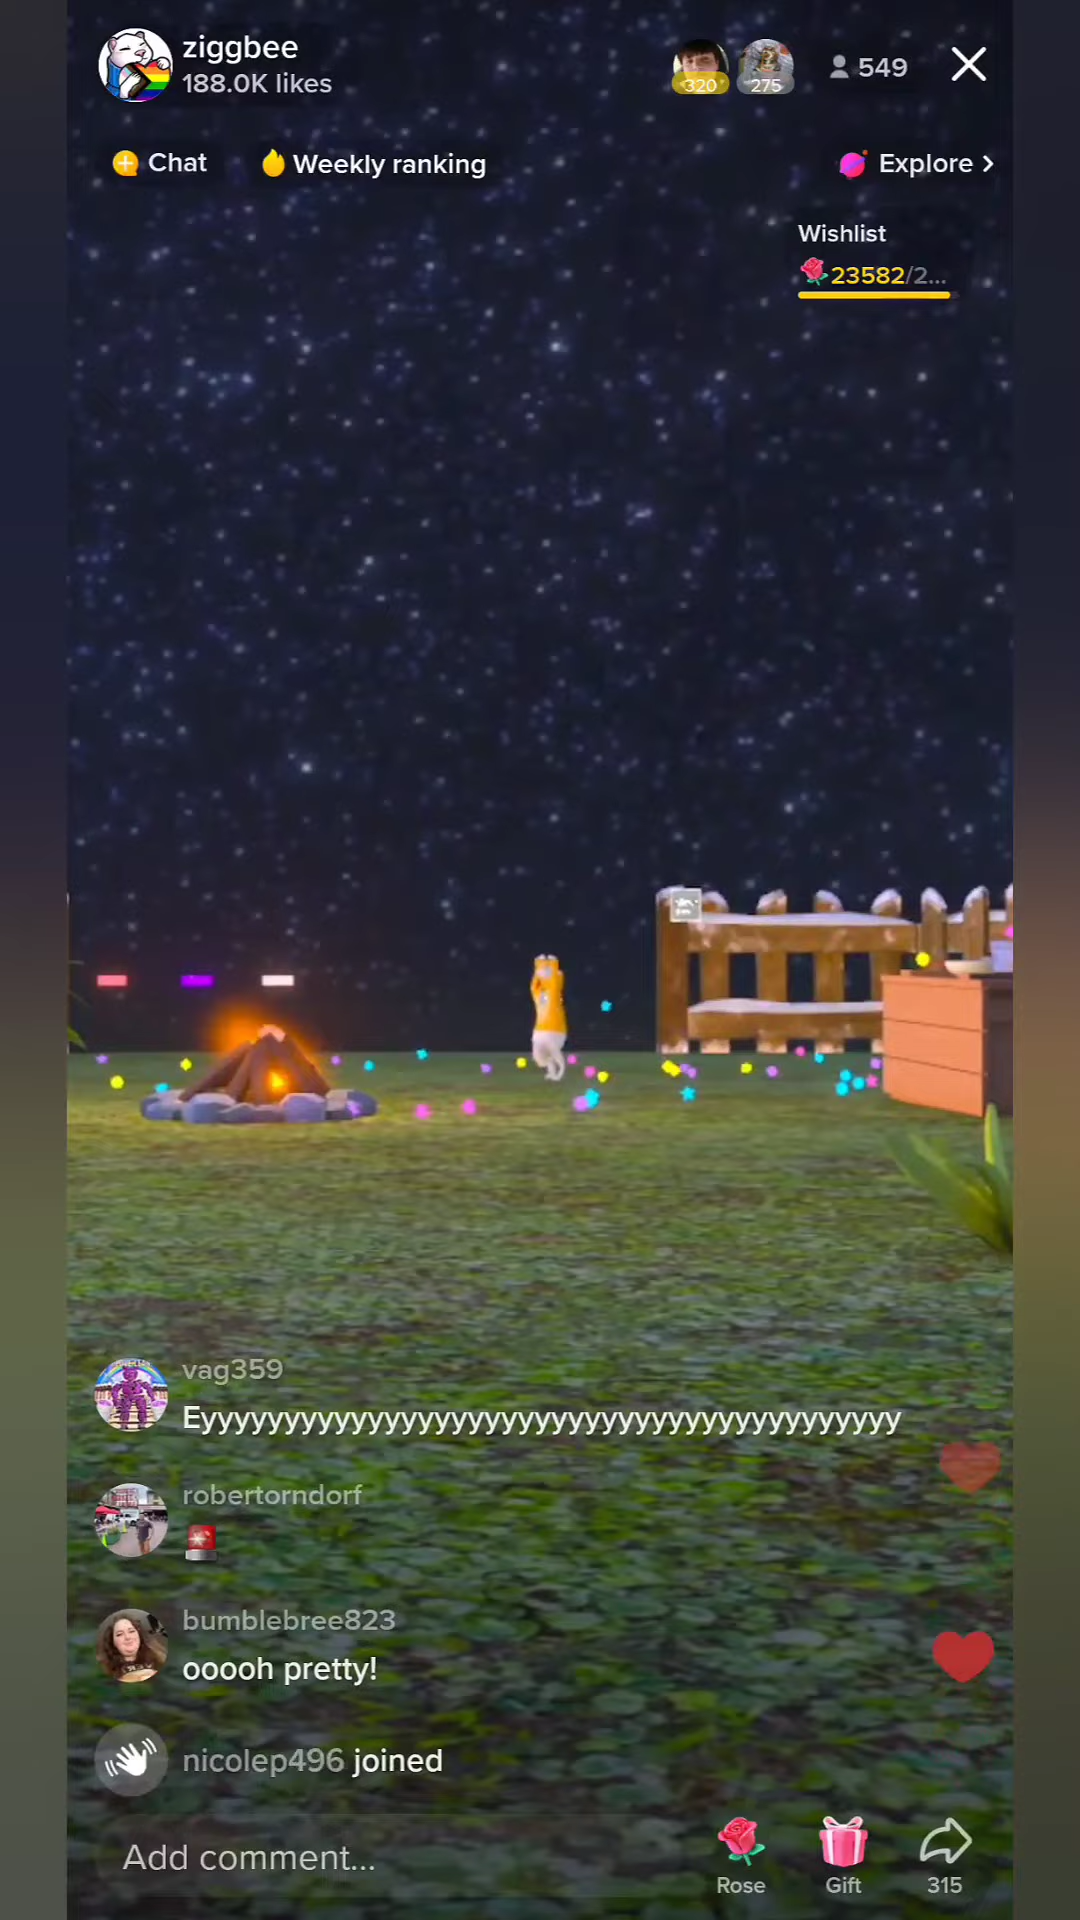 ziggbee
188.0K likes
320
275
549
Chat
Weekly ranking
Explore
Wishlist
23582/2...
vag359
Eyyyyyyyyyyyyyyyyyyyyyyyyyyyyyyyyyyyyyyyyyy
robertorndorf
bumblebree823
ooooh pretty!
nicolep496 joined
Add comment...
Rose
Gift
315